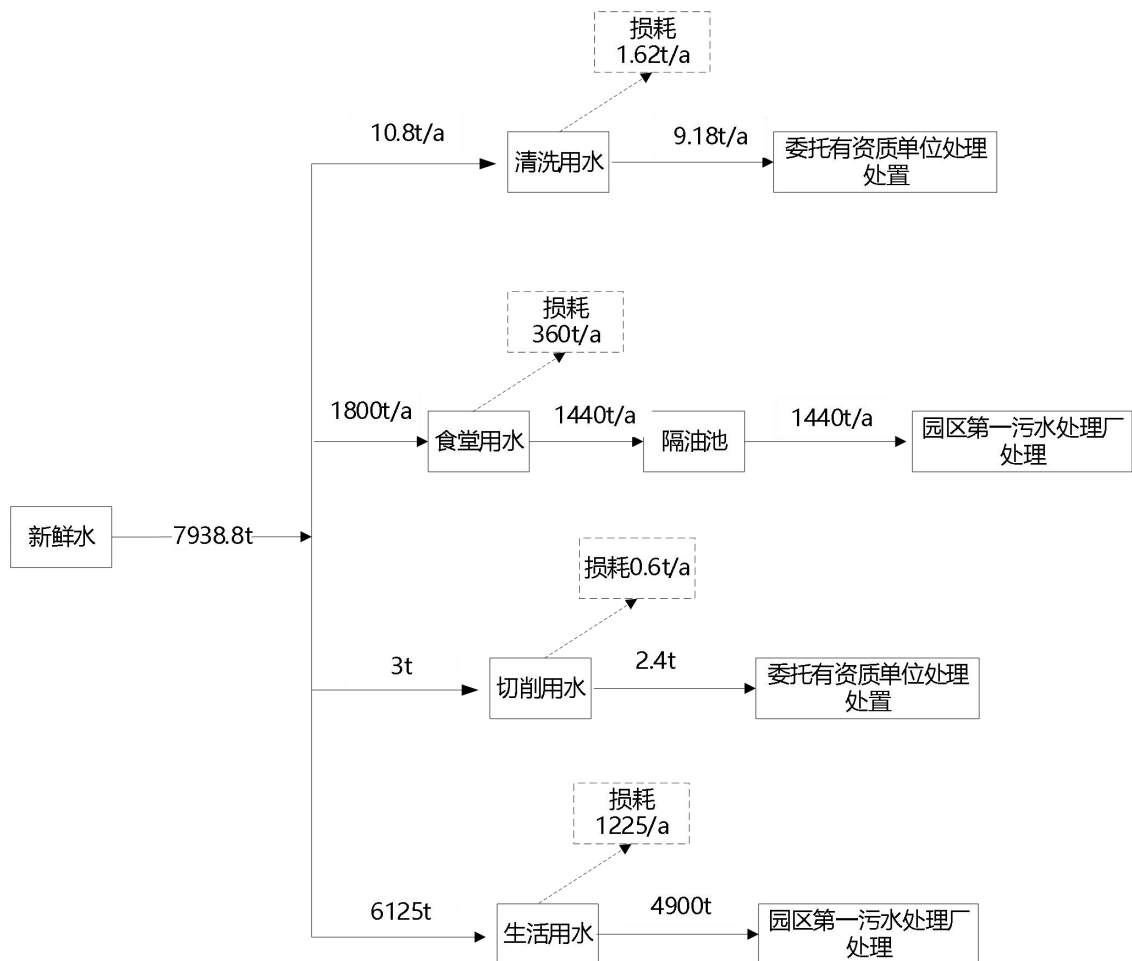 损耗
1.62t/a
10.8t/a
清洗用水
9.18t/a
委托有资质单位处理
处置
损耗
360t/a
1800t/a
食堂用水
1440t/a
隔油池
1440t/a
园区第一污水处理厂
处理
新鲜水
7938.8t
损耗0.6t/a
3t
切削用水
2.4t
委托有资质单位处理
处置
损耗
1225/a
6125t
生活用水
4900t
园区第一污水处理厂
处理